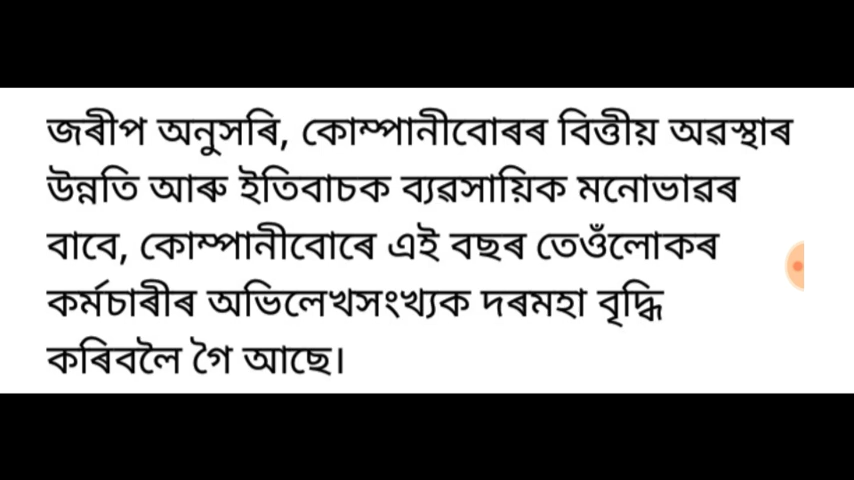 জৰীপ অনুসৰি, কোম্পানীবোৰৰ বিত্তীয় অৱস্থাৰ
উন্নতি আৰু ইতিবাচক ব্যৱসায়িক মনোভাৱৰ
বাবে, কোম্পানীবোৰে এই বছৰ তেওঁলোকৰ
কৰ্মচাৰীৰ অভিলেখসংখ্যক দৰমহা বৃদ্ধি
কৰিবলৈ গৈ আছে।